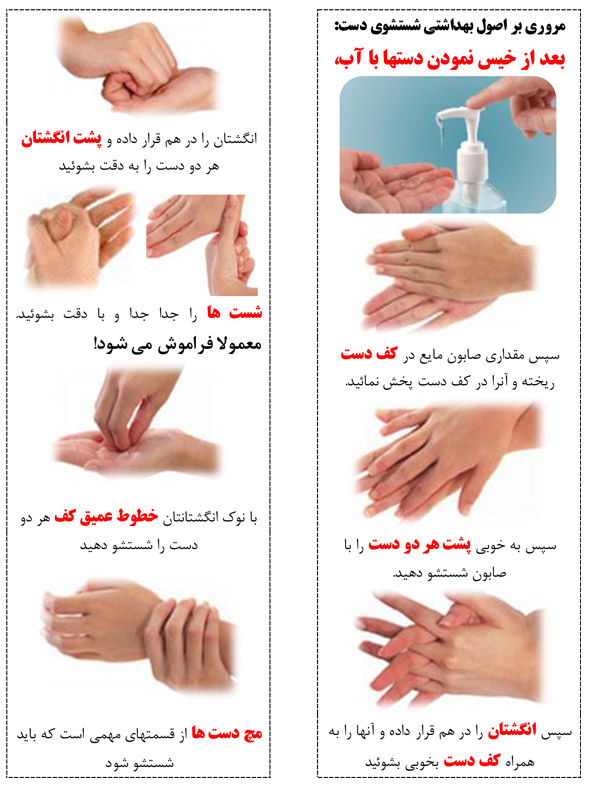 مروری بر اصول بهداشتی شستشوی دست:
بعد از خیس نمودن دستها با آب،
سپس مقداری صابون مایع در کف دست
ریخته و آنرا در کف دست پخش نمائید.
سپس به خوبی پشت هر دو دست را با
صابون شستشو دهید.
سپس انگشتان را در هم قرار داده و آنها را به
همراه کف دست بخوبی بشوئید
انگشتان را در هم قرار داده و پشت انگشتان
هر دو دست را به دقت بشوئید
شست ها را جدا جدا و با دقت بشوئید.
معمولا فراموش می شود!
با نوک انگشتانتان خطوط عمیق کف هر دو
دست را شستشو دهید
مچ دست ها از قسمتهای مهمی است که باید
شستشو شود